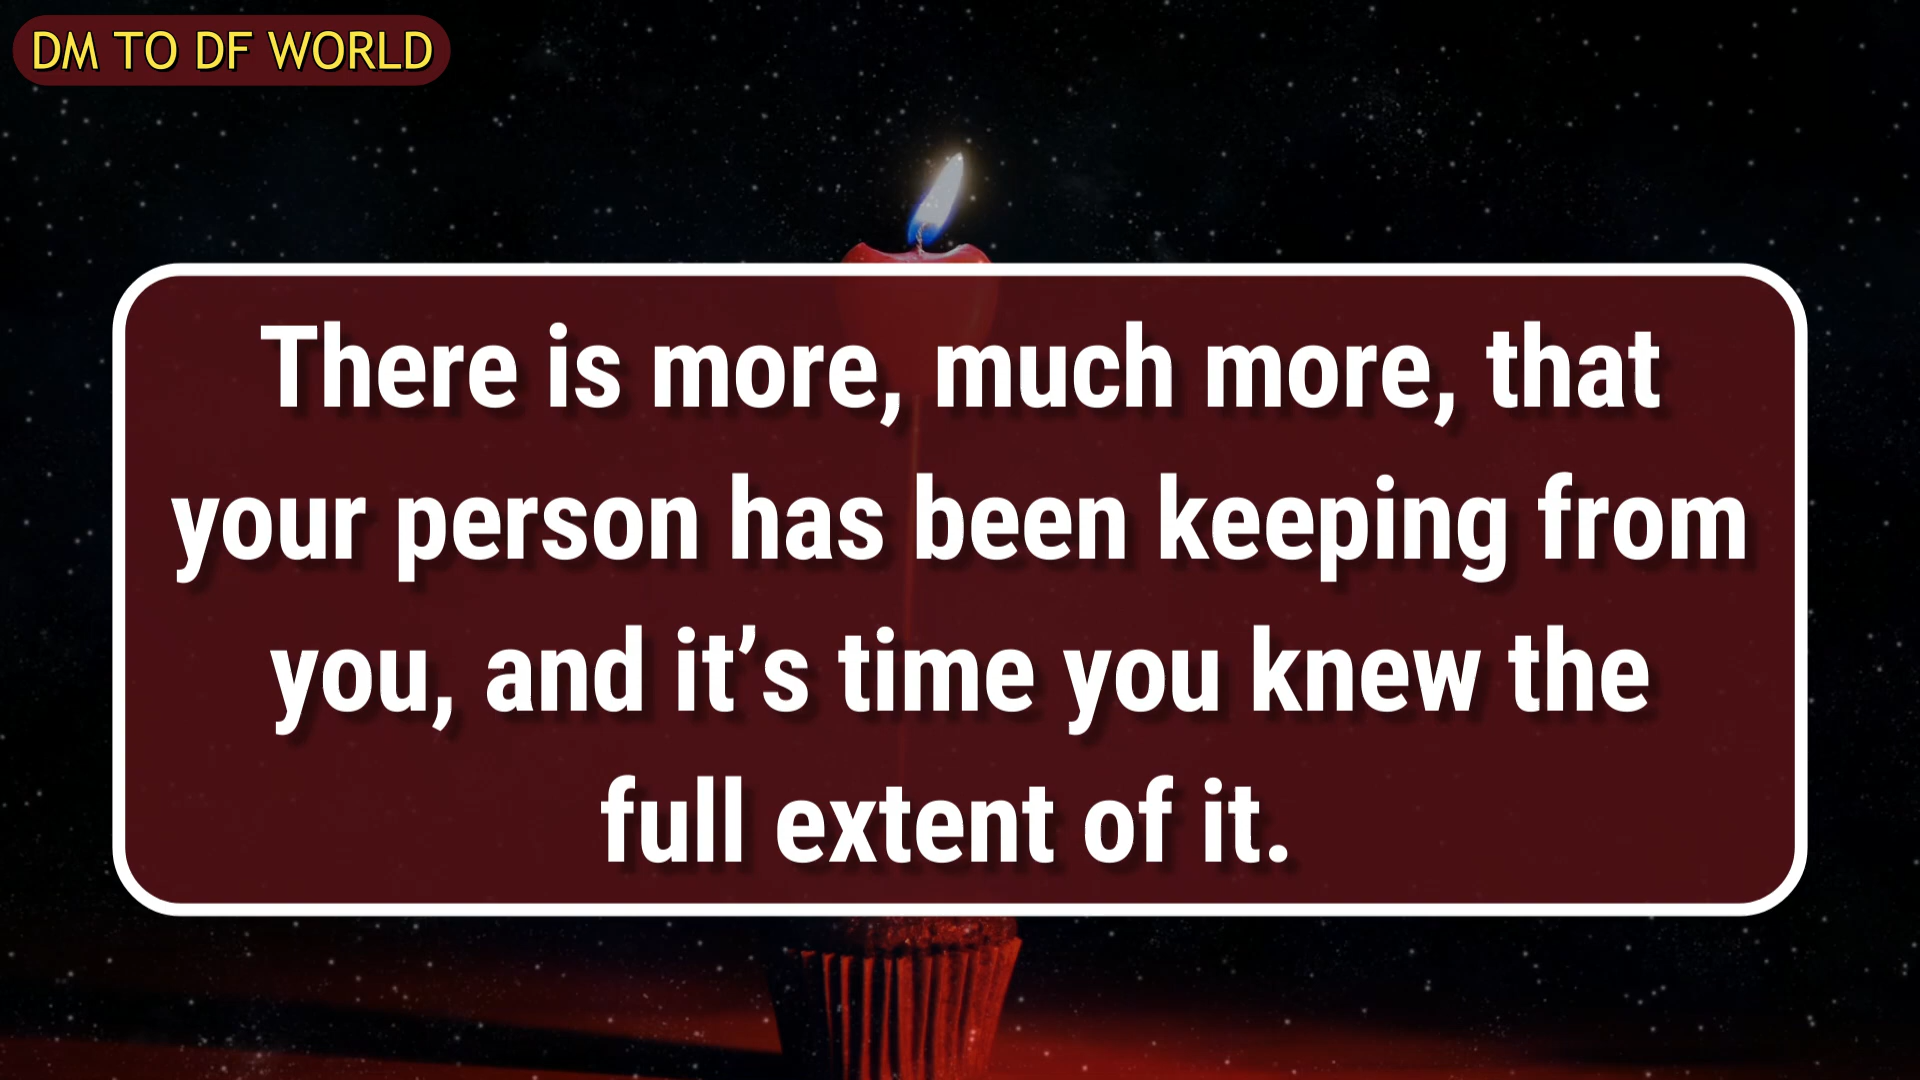 DM TO DF WORLD
There is more, much more, that
your person has been keeping from
you, and it’s time you knew the
full extent of it.